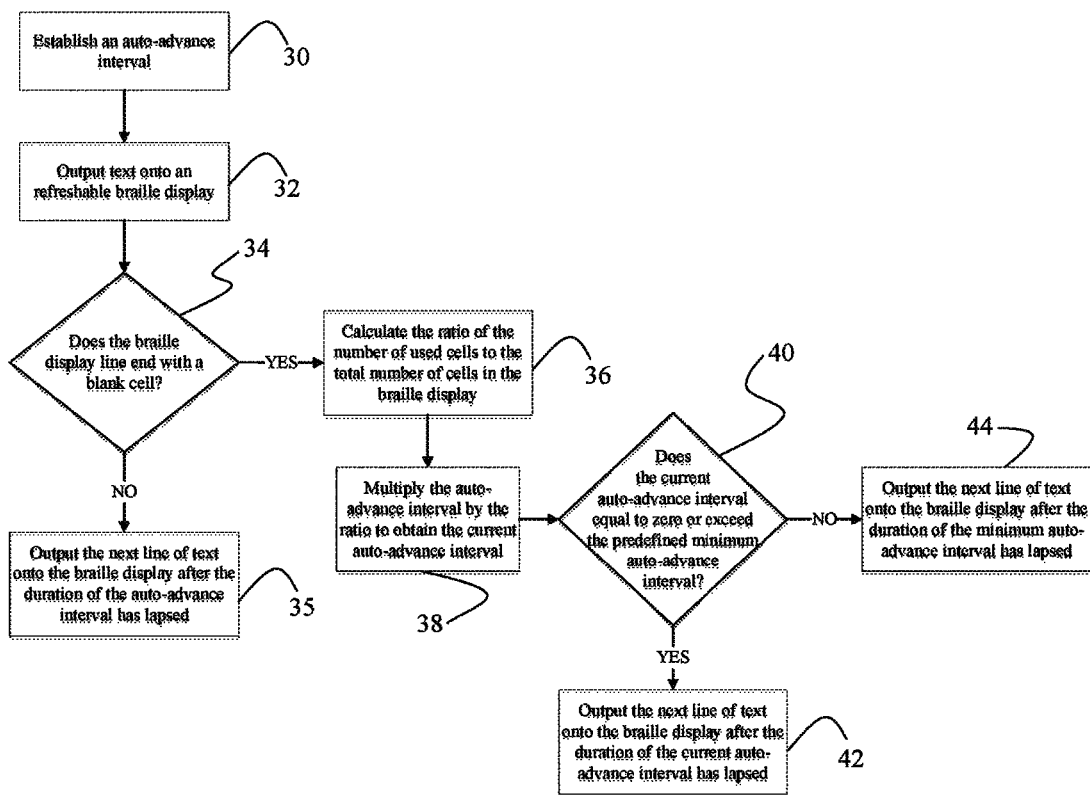 Establish an auto-advance
interval
30
Output text onto an
refreshable braille display
32
34
Does the braille
display line end with a
blank cell?
YES
Calculate the ratio of the
number of used cells to the
total number of cells in the
braille display
36
NO
Output the next line of text
onto the braille display after the
duration of the auto-advance
interval has lapsed
35
Multiply the auto-
advance interval by the
ratio to obtain the current
auto-advance interval
38
40
Does
the current
auto-advance interval
equal to zero or exceed
the predefined minimum
auto-advance
interval?
NO
44
Output the next line of text
onto the braille display after the
duration of the minimum auto-
advance interval has lapsed
YES
Output the next line of text
onto the braille display after the
duration of the current auto-
advance interval has lapsed
42